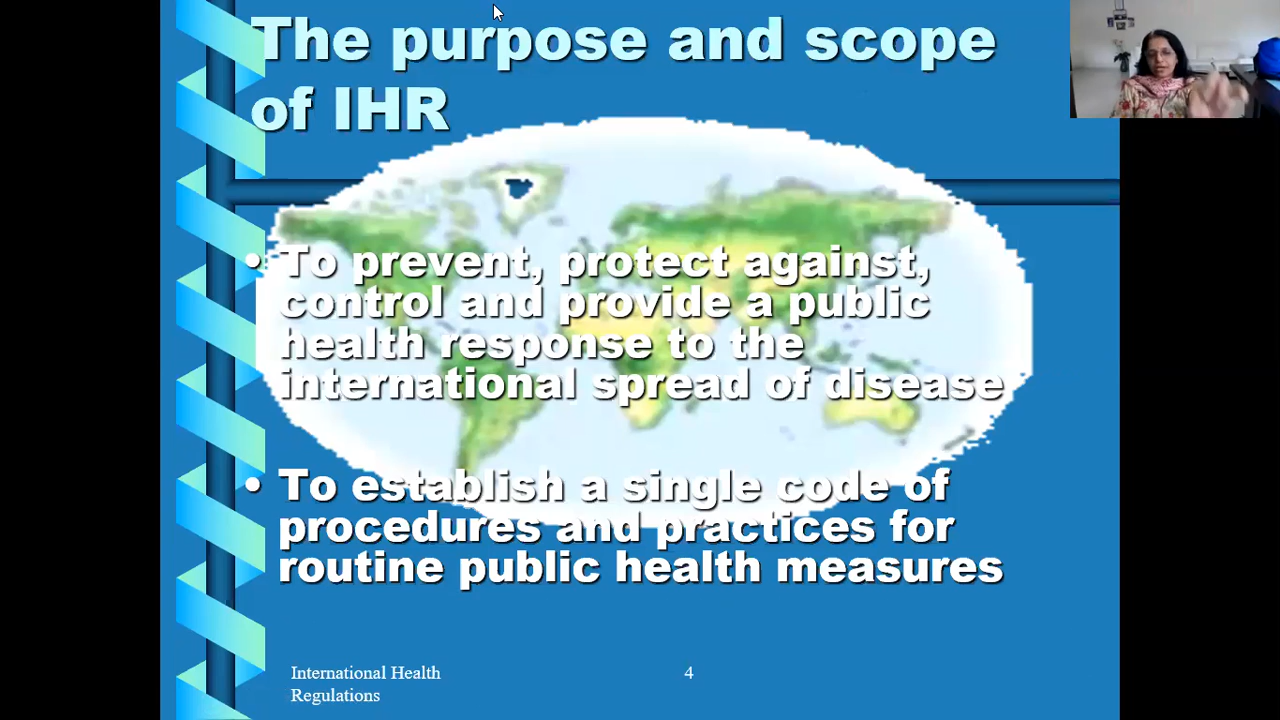 The purpose and scope
of IHR
• To prevent, protect against,
control and provide a public
health response to the
international spread of disease
• To establish a single code of
procedures and practices for
routine public health measures
International Health
Regulations
4